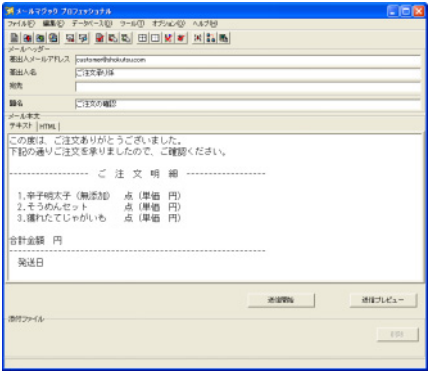 メールマジック プロフェッショナル
ファイル(F) 編集(E) データベース(D) ツール(T) オプション(O) ヘルプ(H)
メールヘッダー
差出人メールアドレス customer@shokutsu.com
差出人名 ご注文承り係
宛先
題名 ご注文の確認
メール本文
テキスト HTML
この度は、ご注文ありがとうございました。
下記の通りご注文を承りましたので、ご確認ください。
----------------- ご 注 文 明 細 -----------------
1.辛子明太子（無添加） 点（単価 円）
2.そうめんセット 点（単価 円）
3.獲れたてじゃがいも 点（単価 円）
合計金額 円
--------------------------------------------------
発送日
送信開始 送信プレビュー
添付ファイル